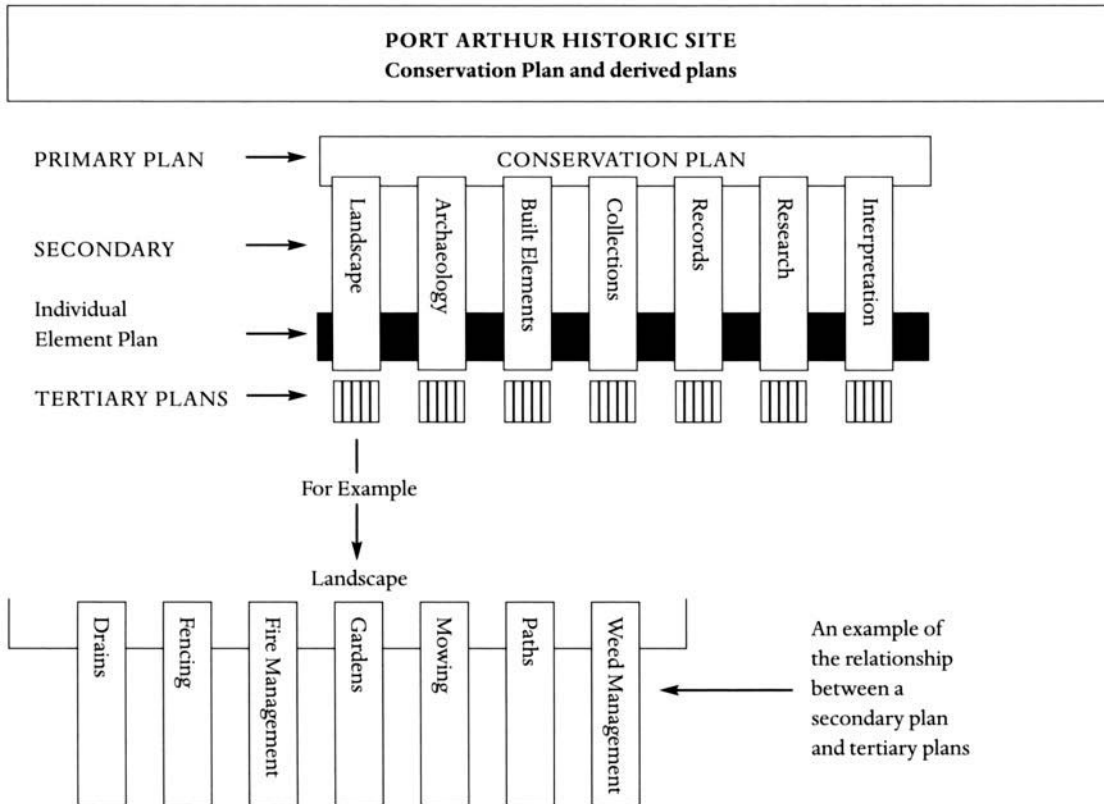 PORT ARTHUR HISTORIC SITE
Conservation Plan and derived plans
PRIMARY PLAN
CONSERVATION PLAN
Landscape
Archaeology
Built Elements
Collections
Records
Research
Interpretation
SECONDARY
Individual
Element Plan
TERTIARY PLANS
For Example
Landscape
Drains
Fencing
Fire Management
Gardens
Mowing
Paths
Weed Management
An example of
the relationship
between a
secondary plan
and tertiary plans